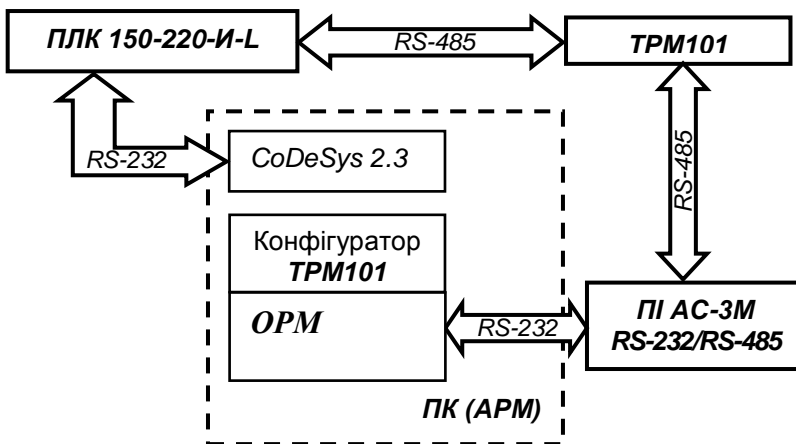 ПЛК 150-220-И-L
RS-485
ТРМ101
RS-232
CoDeSys 2.3
RS-485
Конфігуратор
ТРМ101
ОРМ
RS-232
ПІ АС-3М
RS-232/RS-485
ПК (АРМ)